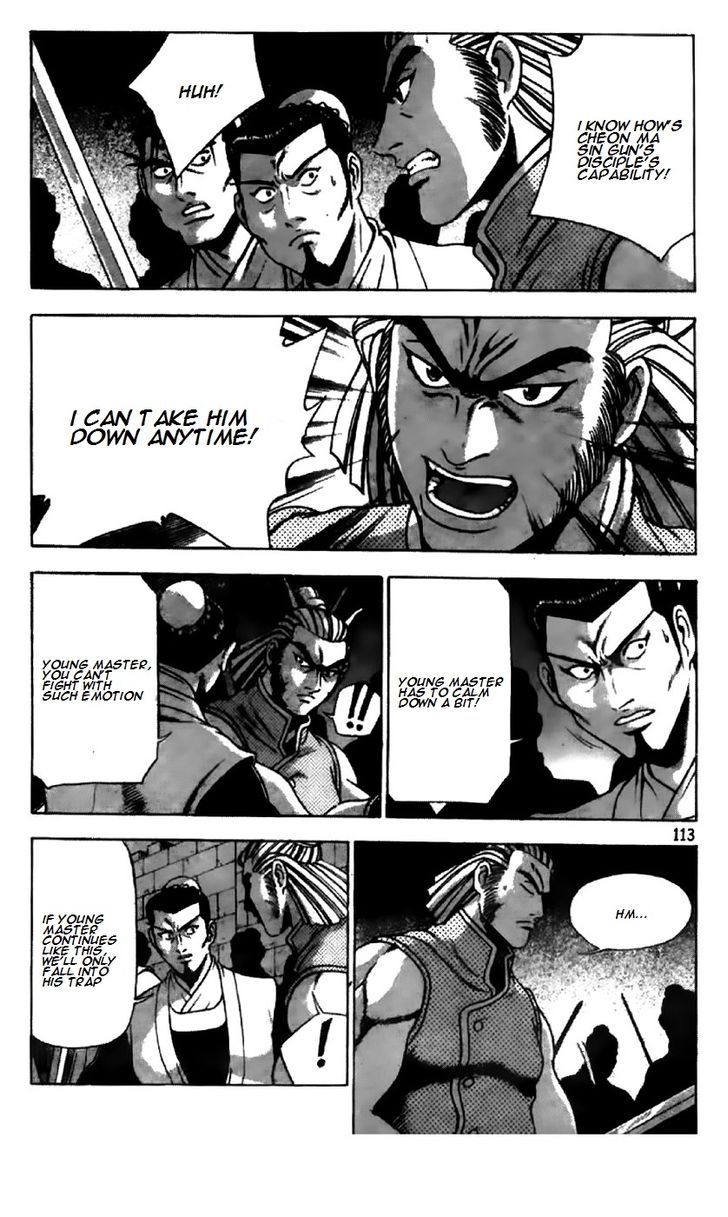 HUH!
I KNOW HOW'S
CHEON MA
SIN GUN'S
DISCIPLE'S
CAPABILITY!
I CAN TAKE HIM
DOWN ANYTIME!
YOUNG MASTER,
YOU CAN'T
FIGHT WITH
SUCH EMOTION
!!
YOUNG MASTER
HAS TO CALM
DOWN A BIT!
113
IF YOUNG
MASTER
CONTINUES
LIKE THIS,
WE'LL ONLY
FALL INTO
HIS TRAP
!
HM...